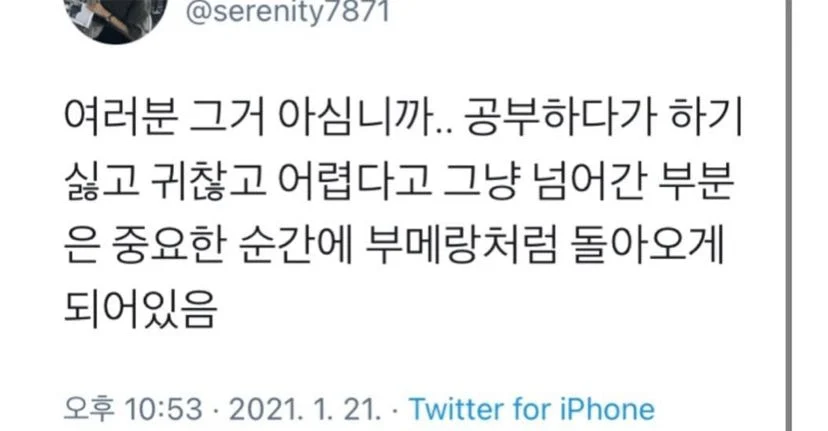 @serenity7871
여러분 그거 아심니까.. 공부하다가 하기
싫고 귀찮고 어렵다고 그냥 넘어간 부분
은 중요한 순간에 부메랑처럼 돌아오게
되어있음
오후 10:53 · 2021. 1. 21. · Twitter for iPhone